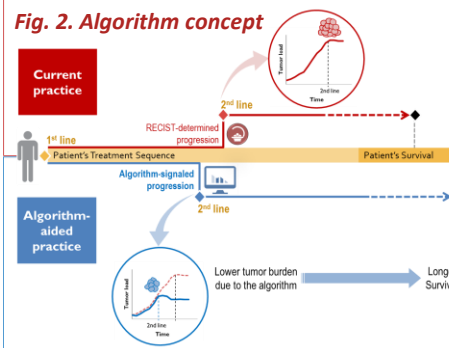 Fig. 2. Algorithm concept
Current
practice
Tumor load
2nd line
Time
2nd line
RECIST-determined
progression
1st line
Patient's Treatment Sequence
Patient's Survival
Algorithm-signaled
progression
2nd line
Algorithm-
aided
practice
Tumor load
2nd line
Time
Lower tumor burden
due to the algorithm
Longe
Surviv